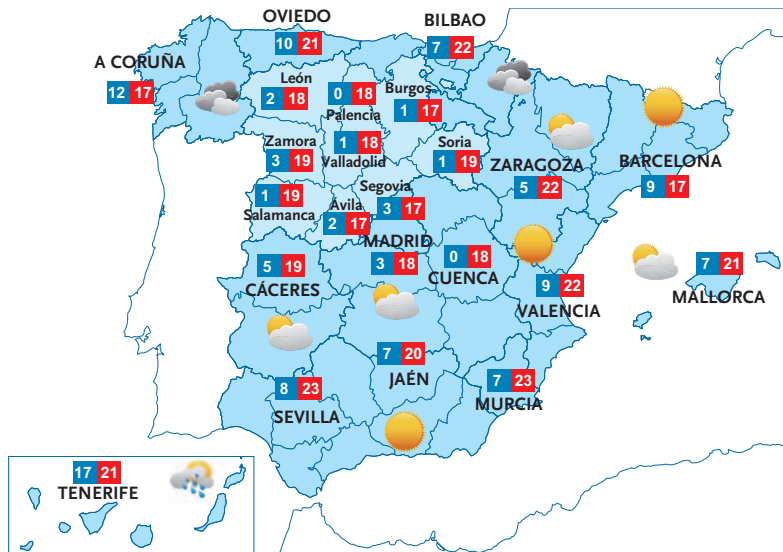 OVIEDO
10 21
BILBAO
7 22
A CORUÑA
12 17
León
2 18
0 18
Palencia
Burgos
1 17
Zamora
3 19
1 18
Valladolid
Soria
1 19
ZARAGOZA
5 22
BARCELONA
9 17
1 19
Salamanca
Ávila
2 17
Segovia
3 17
MADRID
3 18
0 18
CUENCA
5 19
CÁCERES
9 22
VALENCIA
7 21
MALLORCA
7 20
JAÉN
8 23
SEVILLA
7 23
MURCIA
17 21
TENERIFE